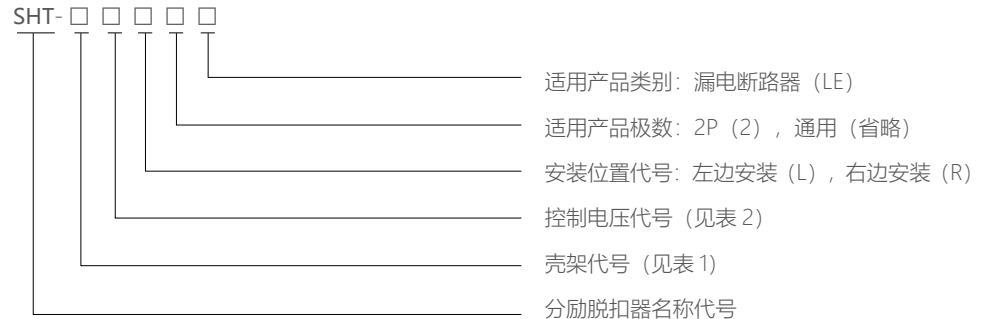 SHT-□ □ □ □ □
适用产品类别：漏电断路器（LE）
适用产品极数：2P（2），通用（省略）
安装位置代号：左边安装（L），右边安装（R）
控制电压代号（见表 2）
壳架代号（见表 1)
分励脱扣器名称代号